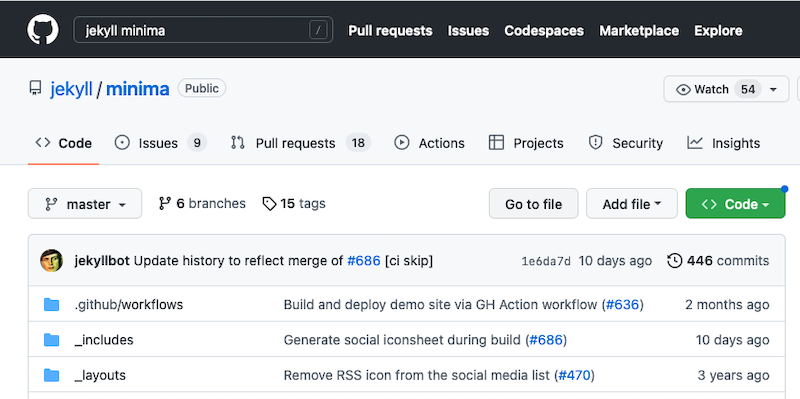 jekyll minima / Pull requests Issues Codespaces Marketplace Explore
jekyll / minima Public Watch 54
Code Issues 9 Pull requests 18 Actions Projects Security Insights
master 6 branches 15 tags Go to file Add file Code
jekyllbot Update history to reflect merge of #686 [ci skip] 1e6da7d 10 days ago 446 commits
.github/workflows Build and deploy demo site via GH Action workflow (#636) 2 months ago
_includes Generate social iconsheet during build (#686) 10 days ago
_layouts Remove RSS icon from the social media list (#470) 3 years ago